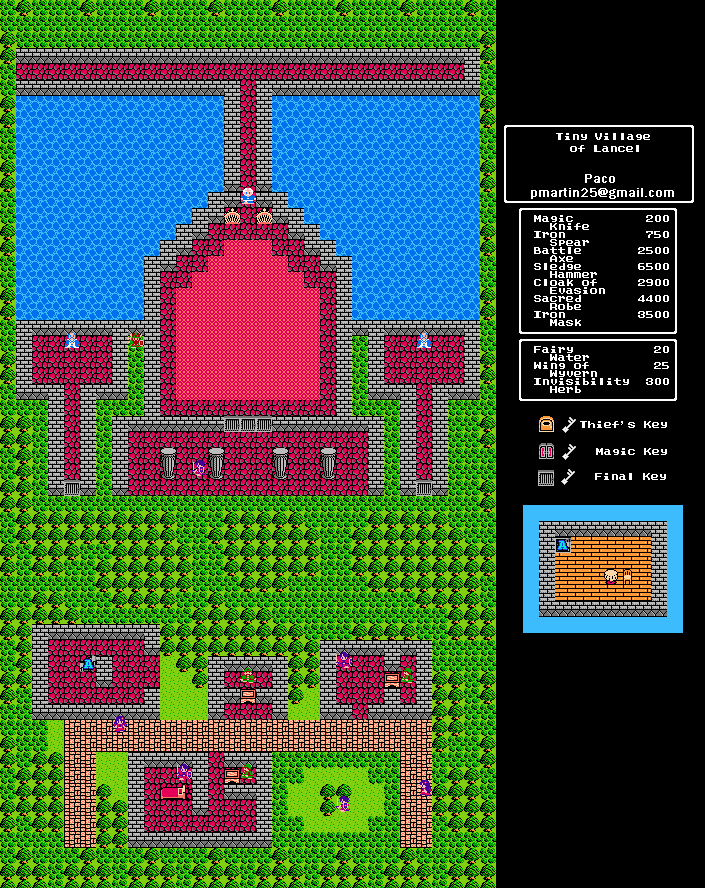 Tiny Village
of Lancel
Paco
pmartin25@gmail.com
Magic 200
Knife
Iron 750
Spear
Battle 2500
Axe
Sledge 6500
Hammer
Cloak of 2900
Evasion
Sacred 4400
Robe
Iron 3500
Mask
Fairy 20
Water
Wing of 25
Wyvern
Invisibility 300
Herb
Thief's Key
Magic Key
Final Key